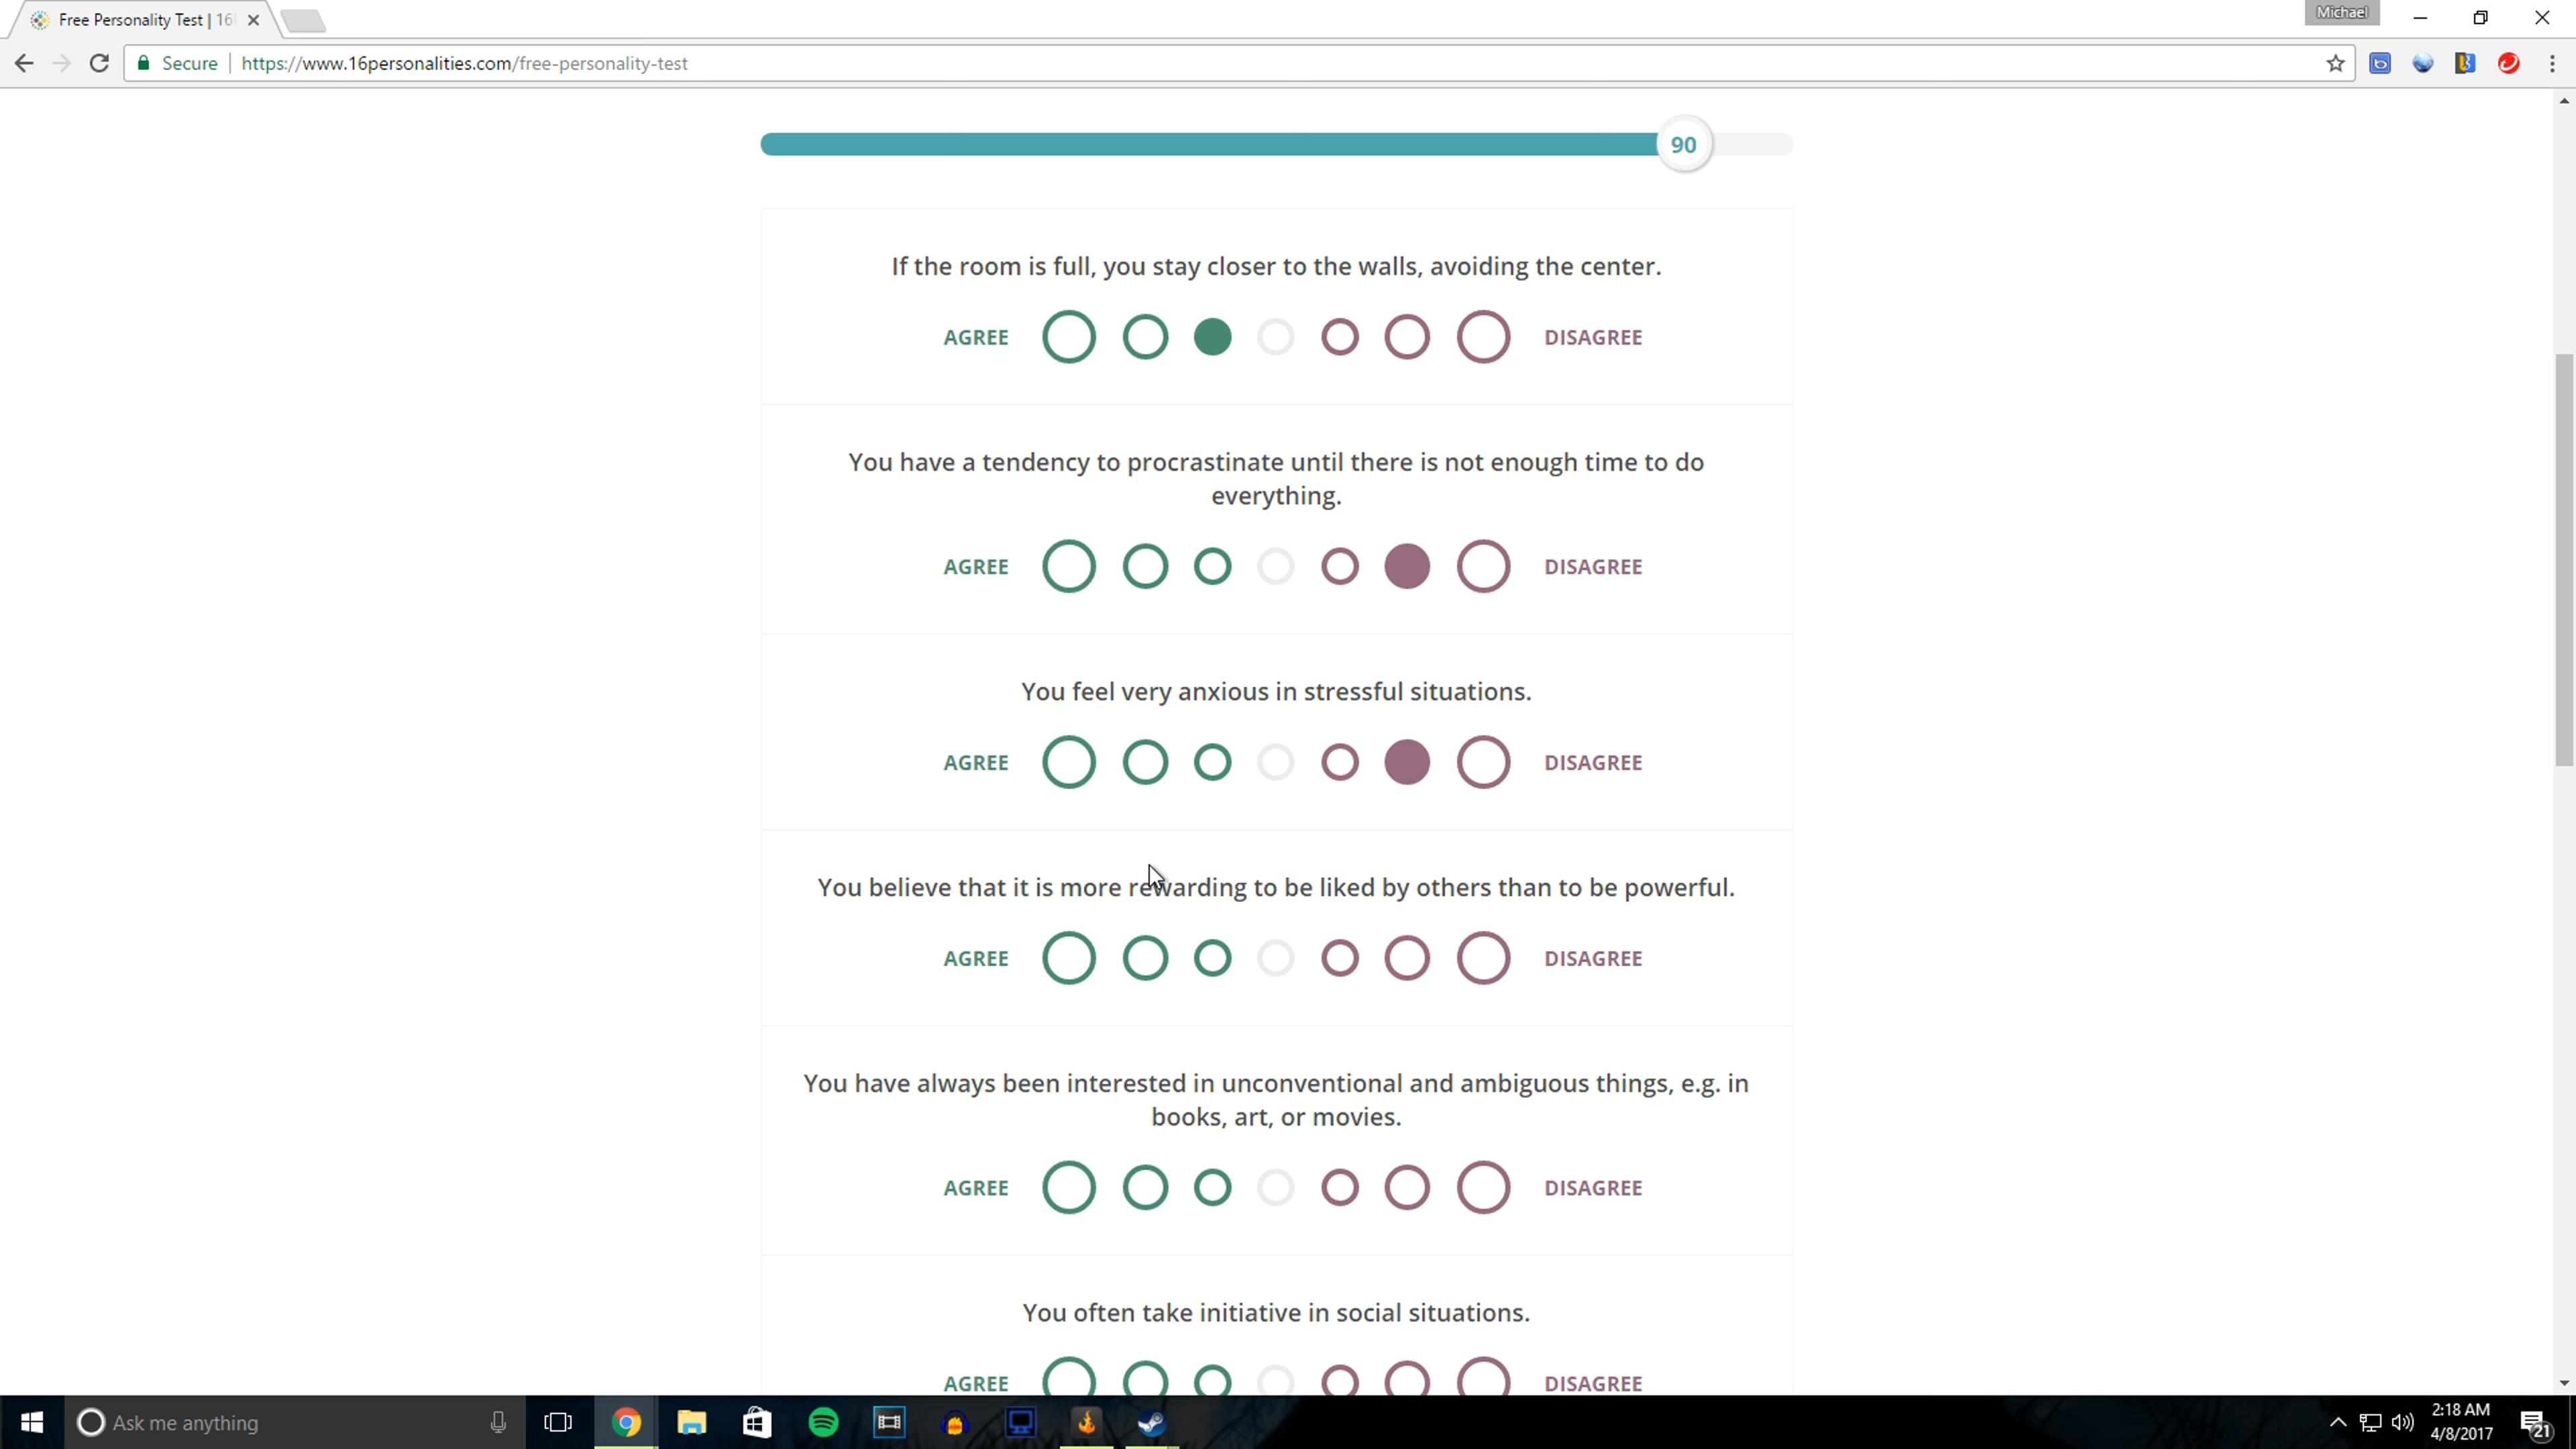 Free Personality Test | 16
Michael
Secure
https://www.16personalities.com/free-personality-test
90
If the room is full, you stay closer to the walls, avoiding the center.
AGREE DISAGREE
You have a tendency to procrastinate until there is not enough time to do
everything.
AGREE DISAGREE
You feel very anxious in stressful situations.
AGREE DISAGREE
You believe that it is more rewarding to be liked by others than to be powerful.
AGREE DISAGREE
You have always been interested in unconventional and ambiguous things, e.g. in
books, art, or movies.
AGREE DISAGREE
You often take initiative in social situations.
AGREE DISAGREE
Ask me anything
2:18 AM
4/8/2017
21